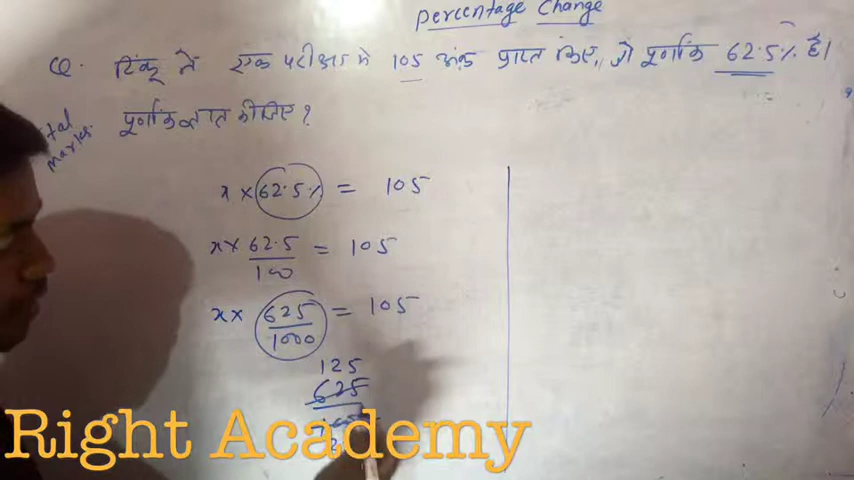 Percentage Change
Q. टिंकू ने एक परीक्षा मे 105 अंक प्राप्त किए, जो पूर्णांक 62.5% है।
पूर्णांक ज्ञात कीजिए?
marks.
x × 62.5% = 105
x × 62.5/100 = 105
x × 625/1000 = 105
125
625
Right Academy